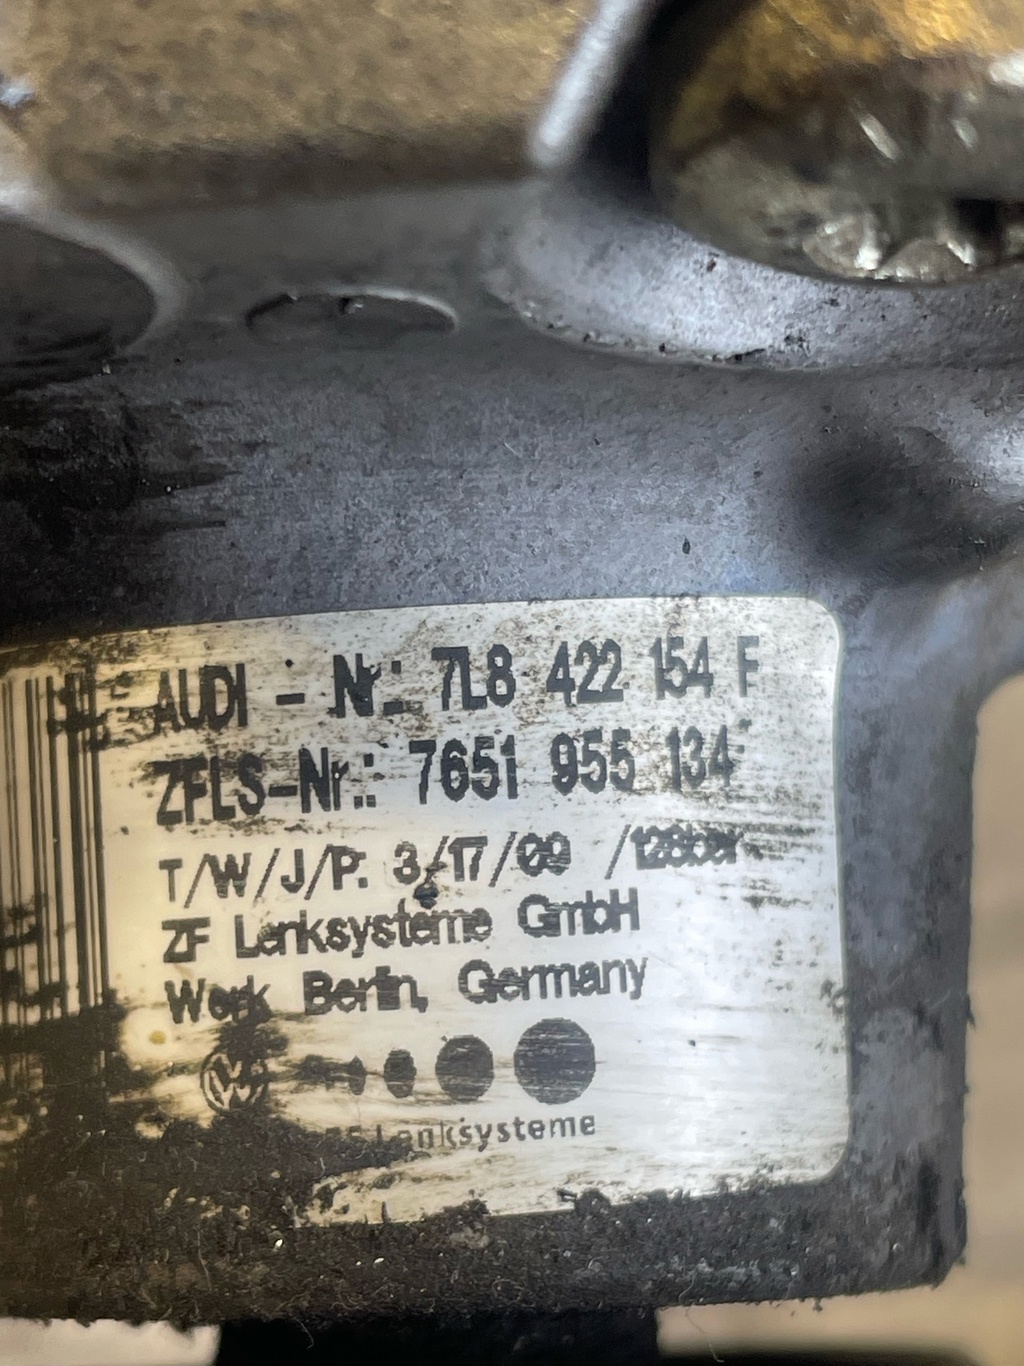 AUDI - Nr.: 7L8 422 154 F
ZFLS-Nr.: 7651 955 134
T/W/J/P: 3/17/09 /128bar
ZF Lenksysteme GmbH
Werk Berlin, Germany
Lenksysteme